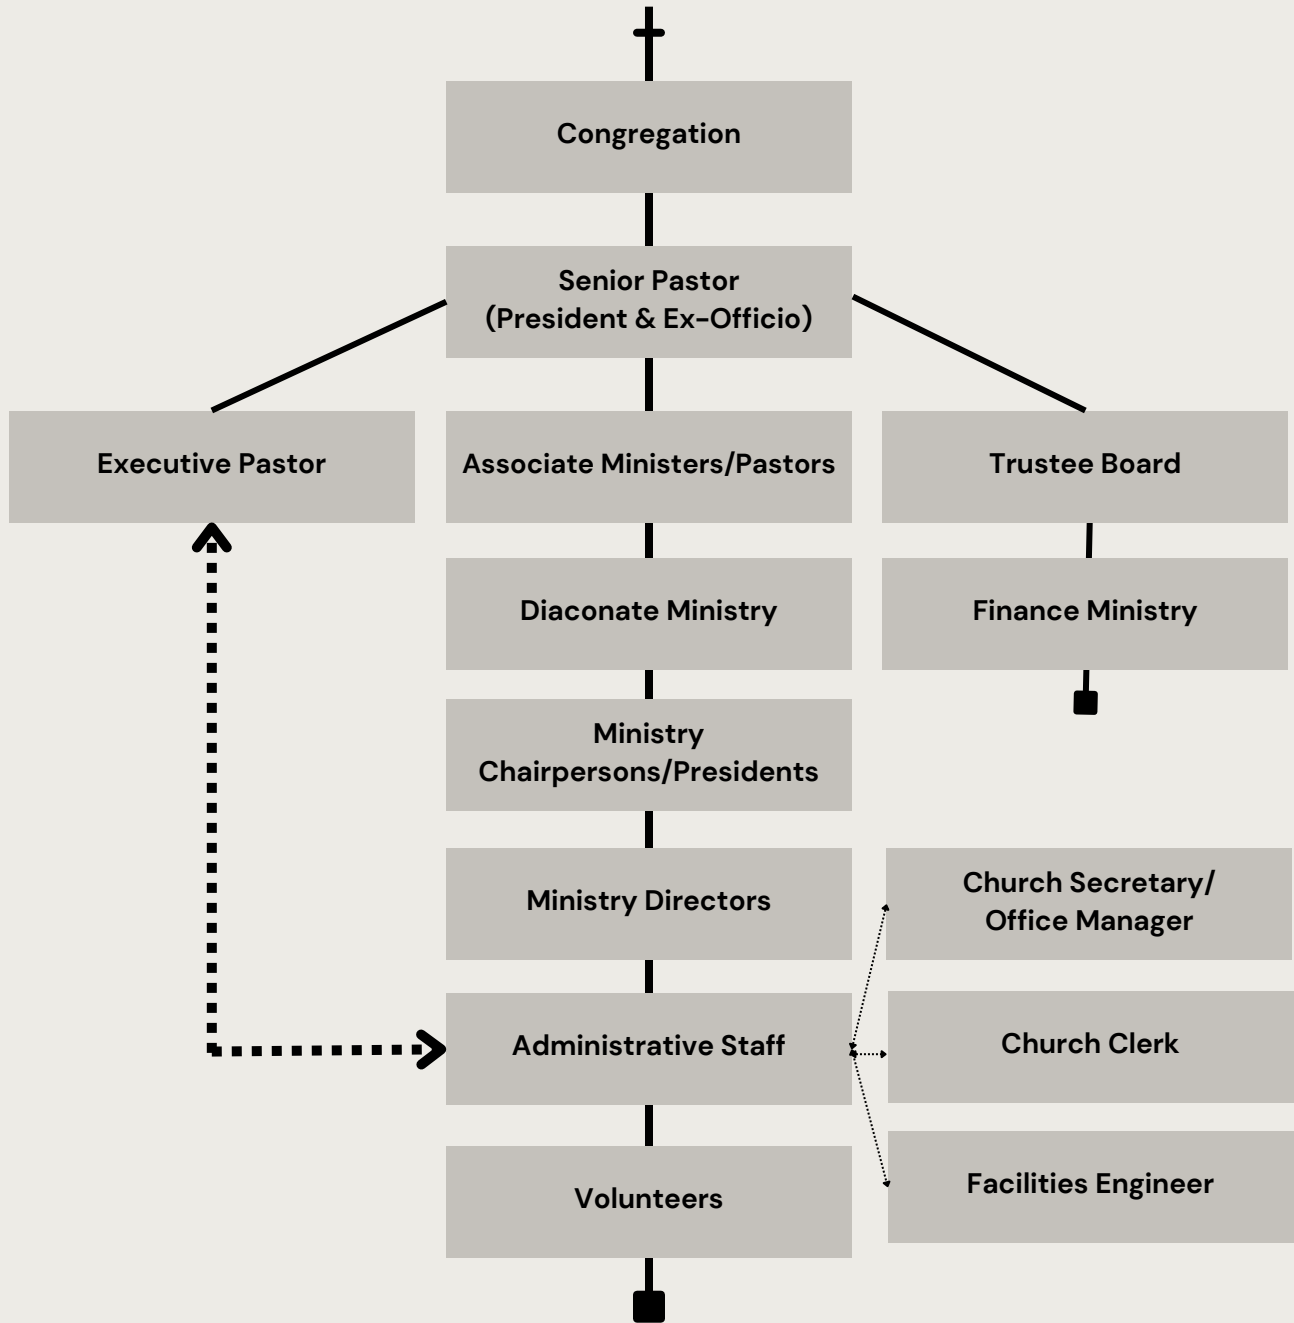 Congregation
Senior Pastor
(President & Ex-Officio)
Executive Pastor
Associate Ministers/Pastors
Trustee Board
Diaconate Ministry
Finance Ministry
Ministry
Chairpersons/Presidents
Ministry Directors
Church Secretary/
Office Manager
Administrative Staff
Church Clerk
Volunteers
Facilities Engineer